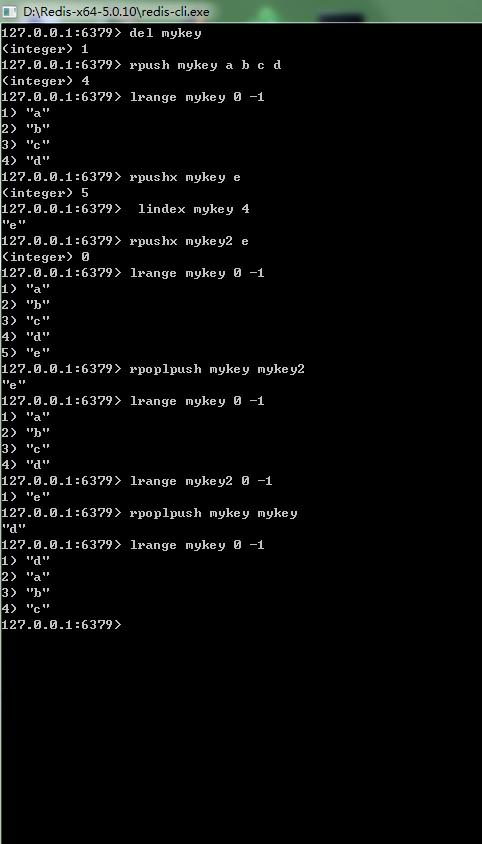 D:\Redis-x64-5.0.10\redis-cli.exe
127.0.0.1:6379> del mykey
(integer) 1
127.0.0.1:6379> rpush mykey a b c d
(integer) 4
127.0.0.1:6379> lrange mykey 0 -1
1) "a"
2) "b"
3) "c"
4) "d"
127.0.0.1:6379> rpushx mykey e
(integer) 5
127.0.0.1:6379>  lindex mykey 4
"e"
127.0.0.1:6379> rpushx mykey2 e
(integer) 0
127.0.0.1:6379> lrange mykey 0 -1
1) "a"
2) "b"
3) "c"
4) "d"
5) "e"
127.0.0.1:6379> rpoplpush mykey mykey2
"e"
127.0.0.1:6379> lrange mykey 0 -1
1) "a"
2) "b"
3) "c"
4) "d"
127.0.0.1:6379> lrange mykey2 0 -1
1) "e"
127.0.0.1:6379> rpoplpush mykey mykey
"d"
127.0.0.1:6379> lrange mykey 0 -1
1) "d"
2) "a"
3) "b"
4) "c"
127.0.0.1:6379>